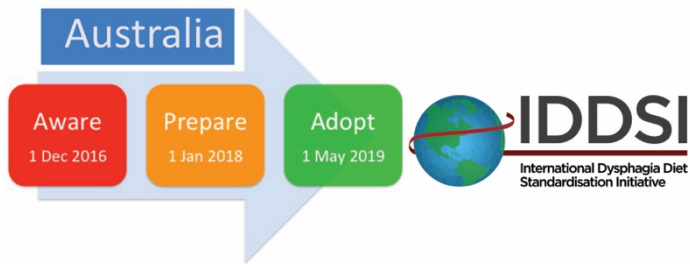 Australia
Aware
1 Dec 2016
Prepare
1 Jan 2018
Adopt
1 May 2019
IDDSI
International Dysphagia Diet
Standardisation Initiative